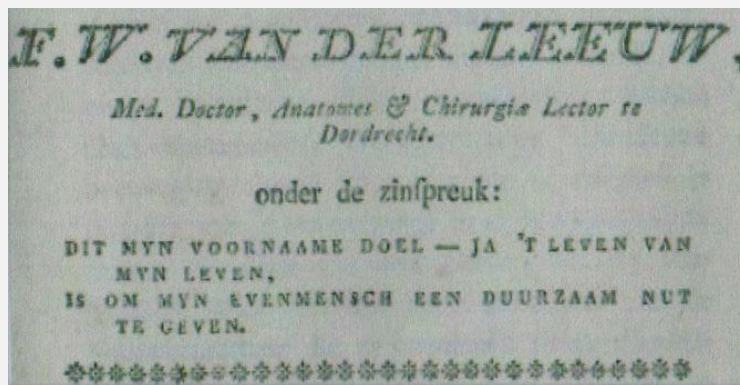 F. W. VAN DER LEEUW,
Med. Doctor, Anatomes & Chirurgiæ Lector te
Dordrecht.
onder de zinſpreuk:
DIT MYN VOORNAAME DOEL — JA 'T LEVEN VAN
MYN LEVEN,
IS OM MYN EVENMENSCH EEN DUURZAAM NUT
TE GEVEN.